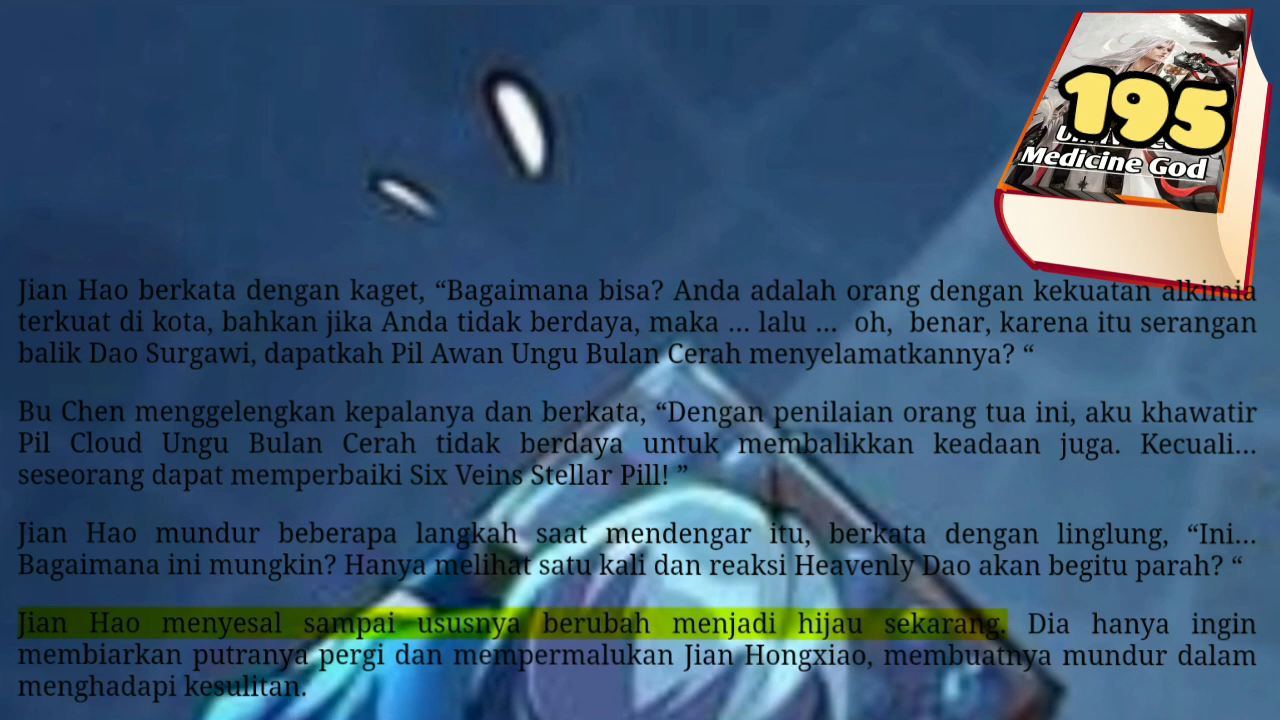 195
Medicine God
Jian Hao berkata dengan kaget, “Bagaimana bisa? Anda adalah orang dengan kekuatan alkimia
terkuat di kota, bahkan jika Anda tidak berdaya, maka ... lalu ... oh, benar, karena itu serangan
balik Dao Surgawi, dapatkah Pil Awan Ungu Bulan Cerah menyelamatkannya? “
Bu Chen menggelengkan kepalanya dan berkata, “Dengan penilaian orang tua ini, aku khawatir
Pil Cloud Ungu Bulan Cerah tidak berdaya untuk membalikkan keadaan juga. Kecuali...
seseorang dapat memperbaiki Six Veins Stellar Pill! ”
Jian Hao mundur beberapa langkah saat mendengar itu, berkata dengan linglung, “Ini...
Bagaimana ini mungkin? Hanya melihat satu kali dan reaksi Heavenly Dao akan begitu parah? “
Jian Hao menyesal sampai ususnya berubah menjadi hijau sekarang. Dia hanya ingin
membiarkan putranya pergi dan mempermalukan Jian Hongxiao, membuatnya mundur dalam
menghadapi kesulitan.